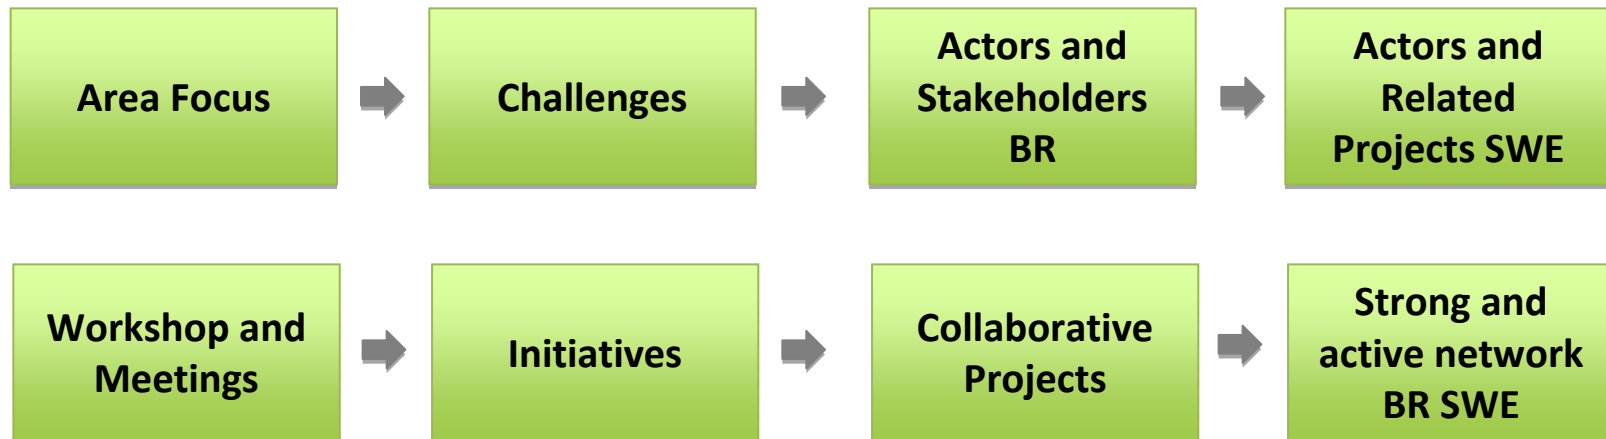 Area Focus
Challenges
Actors and
Stakeholders
BR
Actors and
Related
Projects SWE
Workshop and
Meetings
Initiatives
Collaborative
Projects
Strong and
active network
BR SWE